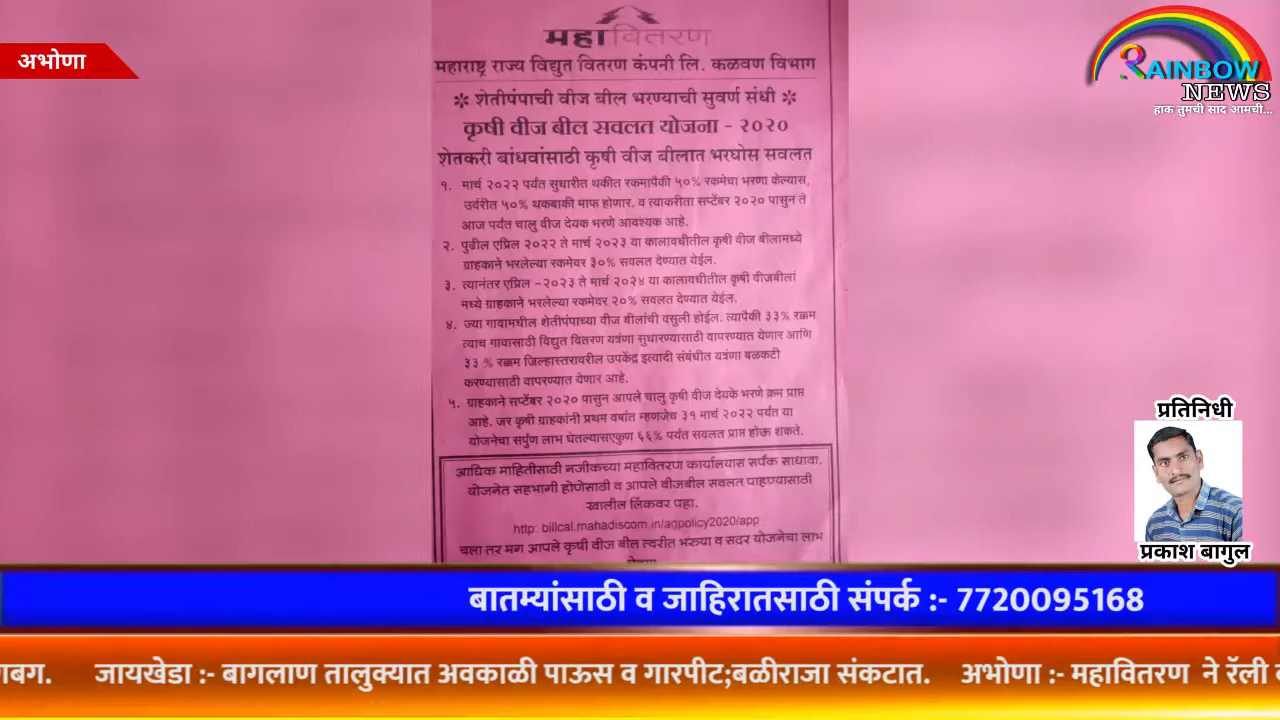 अभोणा
महावितरण
महाराष्ट्र राज्य विद्युत वितरण कंपनी लि. कळवण विभाग
✲ शेतीपंपाची वीज बील भरण्याची सुवर्ण संधी ✲
कृषी वीज बील सवलत योजना - २०२०
शेतकरी बांधवांसाठी कृषी वीज बीलात भरघोस सवलत
१. मार्च २०२२ पर्यंत सुधारीत थकीत रकमापैकी ५०% रकमेचा भरणा केल्यास,
उर्वरीत ५०% थकबाकी माफ होणार. व त्याकरीता सप्टेंबर २०२० पासुन ते
आज पर्यंत चालु वीज देयक भरणे आवश्यक आहे.
२. पुढील एप्रिल २०२२ ते मार्च २०२३ या कालावधीतील कृषी वीज बीलामध्ये
ग्राहकाने भरलेल्या रकमेवर ३०% सवलत देण्यात येईल.
३. त्यानंतर एप्रिल -२०२३ ते मार्च २०२४ या कालावधीतील कृषी वीजबीलां
मध्ये ग्राहकाने भरलेल्या रकमेवर २०% सवलत देण्यात येईल.
४. ज्या गावामधील शेतीपंपाच्या वीज बीलांची वसुली होईल. त्यापैकी ३३% रक्कम
त्याच गावासाठी विद्युत वितरण यत्रंणा सुधारण्यासाठी वापरण्यात येणार आणि
३३ % रक्कम जिल्हास्तरावरील उपकेंद्र इत्यादी संबंधीत यत्रंणा बळकटी
करण्यासाठी वापरण्यात येणार आहे.
५. ग्राहकाने सप्टेंबर २०२० पासुन आपले चालु कृषी वीज देयके भरणे क्रम प्राप्त
आहे. जर कृषी ग्राहकांनी प्रथम वर्षात म्हणजेच ३१ मार्च २०२२ पर्यंत या
योजनेचा सर्पुण लाभ घेतल्यासएकुण ६६% पर्यंत सवलत प्राप्त होऊ शकते.
आधिक माहितीसाठी नजीकच्या महावितरण कार्यालयास सर्पंक साधावा.
योजनेत सहभागी होणेसाठी व आपले वीजबील सवलत पाहण्यासाठी
खालील लिंकवर पहा.
http: billcal.mahadiscom.in/agpolicy2020/app
चला तर मग आपले कृषी वीज बील त्वरीत भरुया व सदर योजनेचा लाभ
RAINBOW
NEWS
हाक तुमची साद आमची...
प्रतिनिधी
प्रकाश बागुल
बातम्यांसाठी व जाहिरातसाठी संपर्क :- 7720095168
बग. जायखेडा :- बागलाण तालुक्यात अवकाळी पाऊस व गारपीट;बळीराजा संकटात. अभोणा :- महावितरण ने रॅली